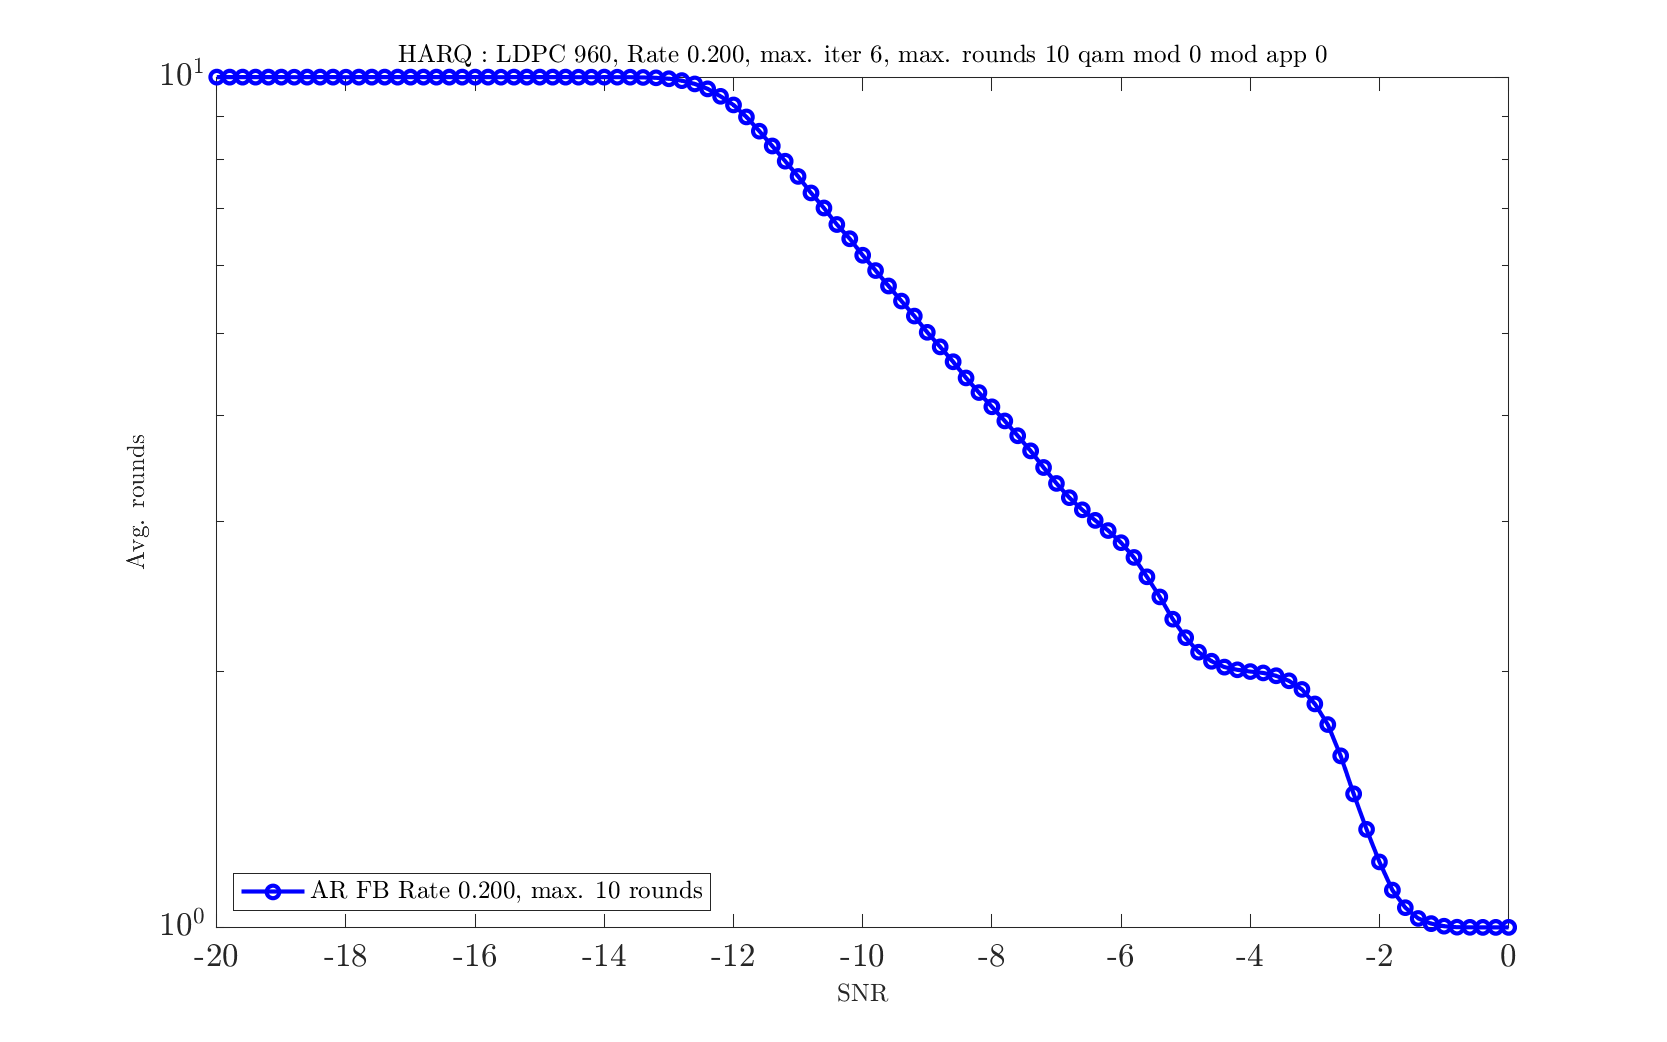 HARQ : LDPC 960, Rate 0.200, max. iter 6, max. rounds 10 qam mod 0 mod app 0
10^1
Avg. rounds
AR FB Rate 0.200, max. 10 rounds
10^0
-20 -18 -16 -14 -12 -10 -8 -6 -4 -2 0
SNR